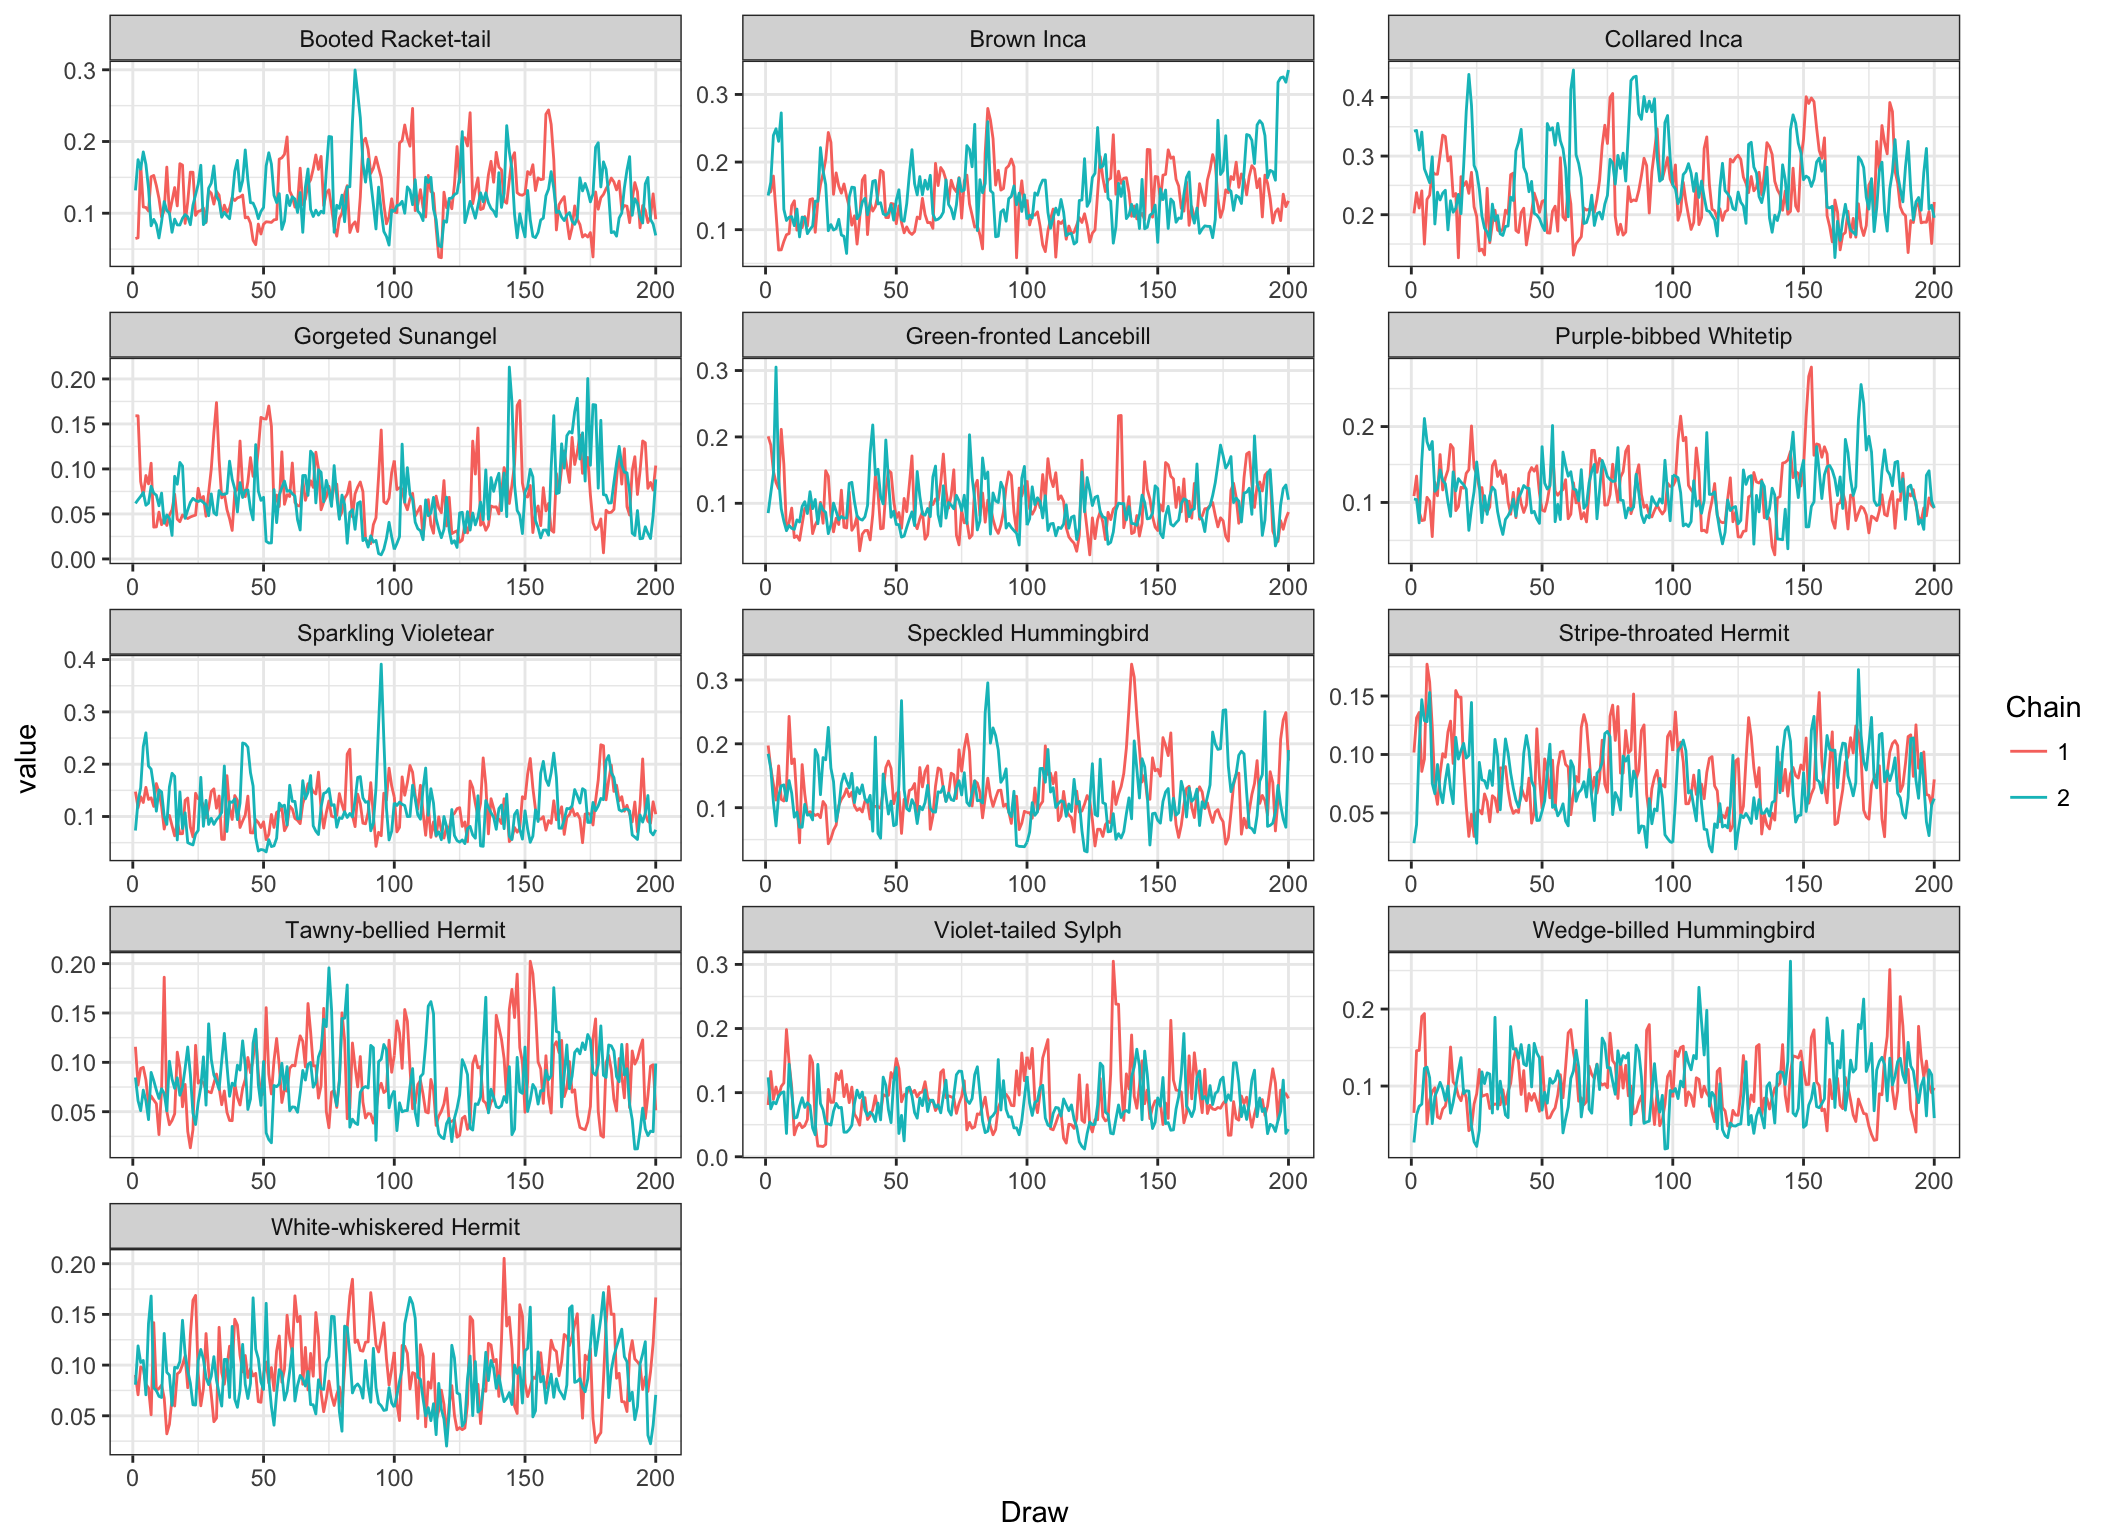 Booted Racket-tail
Brown Inca
Collared Inca
0.3
0.2
0.1
0 50 100 150 200
0.3
0.2
0.1
0 50 100 150 200
0.4
0.3
0.2
0 50 100 150 200
Gorgeted Sunangel
Green-fronted Lancebill
Purple-bibbed Whitetip
0.20
0.15
0.10
0.05
0.00
0 50 100 150 200
0.3
0.2
0.1
0 50 100 150 200
0.2
0.1
0 50 100 150 200
Sparkling Violetear
Speckled Hummingbird
Stripe-throated Hermit
0.4
0.3
0.2
0.1
0 50 100 150 200
0.3
0.2
0.1
0 50 100 150 200
0.15
0.10
0.05
0 50 100 150 200
Tawny-bellied Hermit
Violet-tailed Sylph
Wedge-billed Hummingbird
0.20
0.15
0.10
0.05
0 50 100 150 200
0.3
0.2
0.1
0.0
0 50 100 150 200
0.2
0.1
0 50 100 150 200
White-whiskered Hermit
0.20
0.15
0.10
0.05
0 50 100 150 200
value
Draw
Chain
1
2